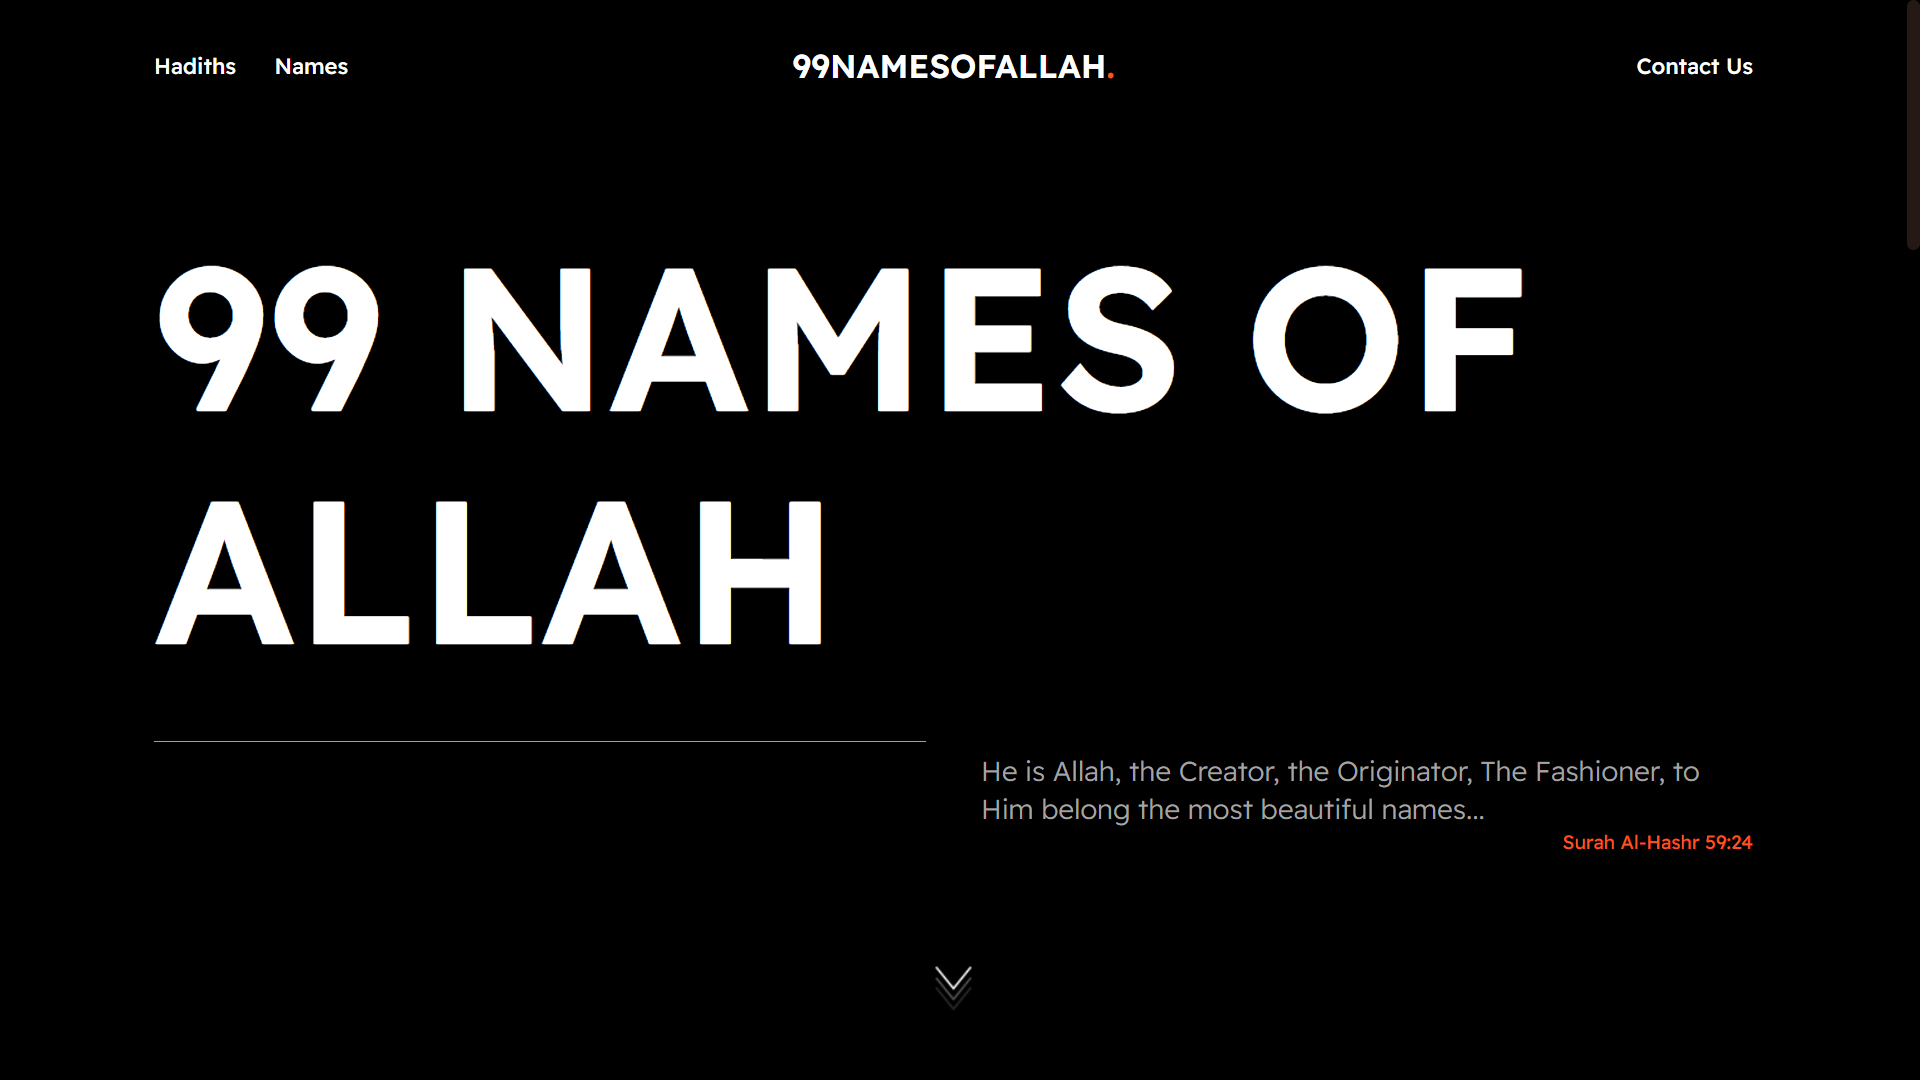 Hadiths Names 99NAMESOFALLAH. Contact Us
99 NAMES OF
ALLAH
He is Allah, the Creator, the Originator, The Fashioner, to
Him belong the most beautiful names...
Surah Al-Hashr 59:24